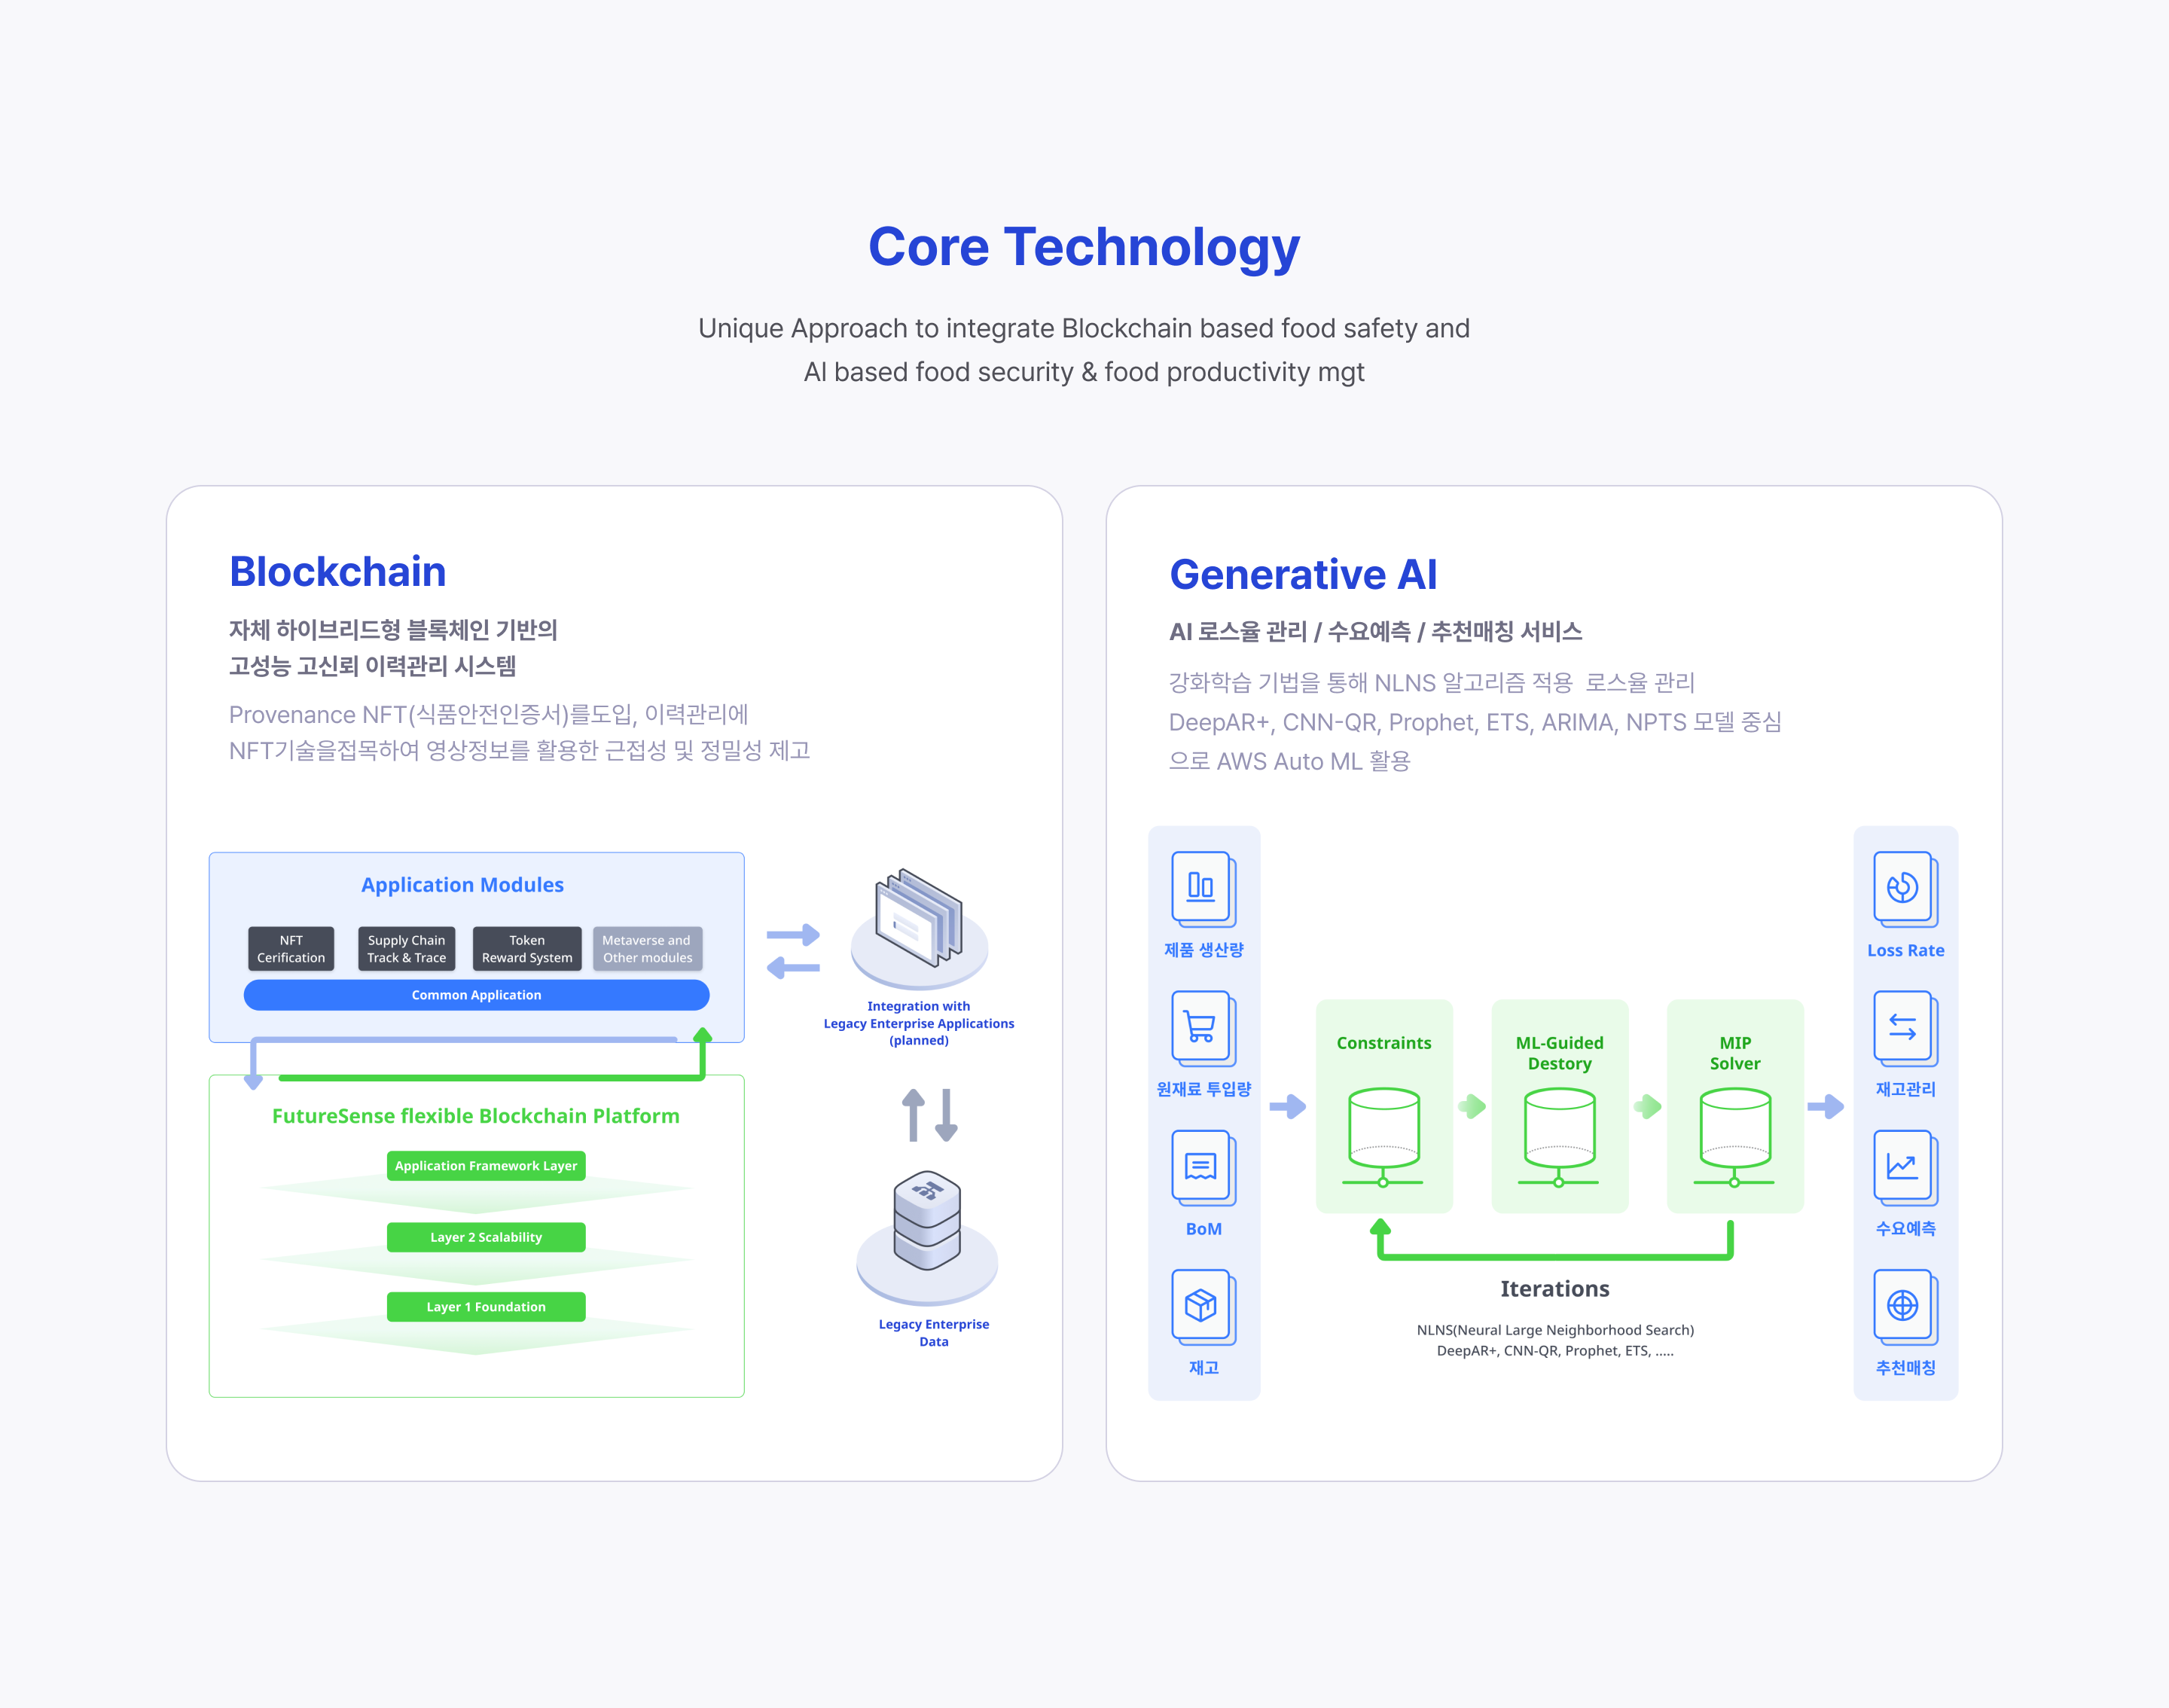 Core Technology
Unique Approach to integrate Blockchain based food safety and
AI based food security & food productivity mgt
Blockchain
자체 하이브리드형 블록체인 기반의
고성능 고신뢰 이력관리 시스템
Provenance NFT(식품안전인증서)를도입, 이력관리에
NFT기술을접목하여 영상정보를 활용한 근접성 및 정밀성 제고
Application Modules
NFT
Cerification
Supply Chain
Track & Trace
Token
Reward System
Metaverse and
Other modules
Common Application
Integration with
Legacy Enterprise Applications
(planned)
FutureSense flexible Blockchain Platform
Application Framework Layer
Layer 2 Scalability
Layer 1 Foundation
Legacy Enterprise
Data
Generative AI
AI 로스율 관리 / 수요예측 / 추천매칭 서비스
강화학습 기법을 통해 NLNS 알고리즘 적용  로스율 관리
DeepAR+, CNN-QR, Prophet, ETS, ARIMA, NPTS 모델 중심
으로 AWS Auto ML 활용
제품 생산량
원재료 투입량
BoM
재고
Constraints
ML-Guided
Destory
MIP
Solver
Iterations
NLNS(Neural Large Neighborhood Search)
DeepAR+, CNN-QR, Prophet, ETS, .....
Loss Rate
재고관리
수요예측
추천매칭